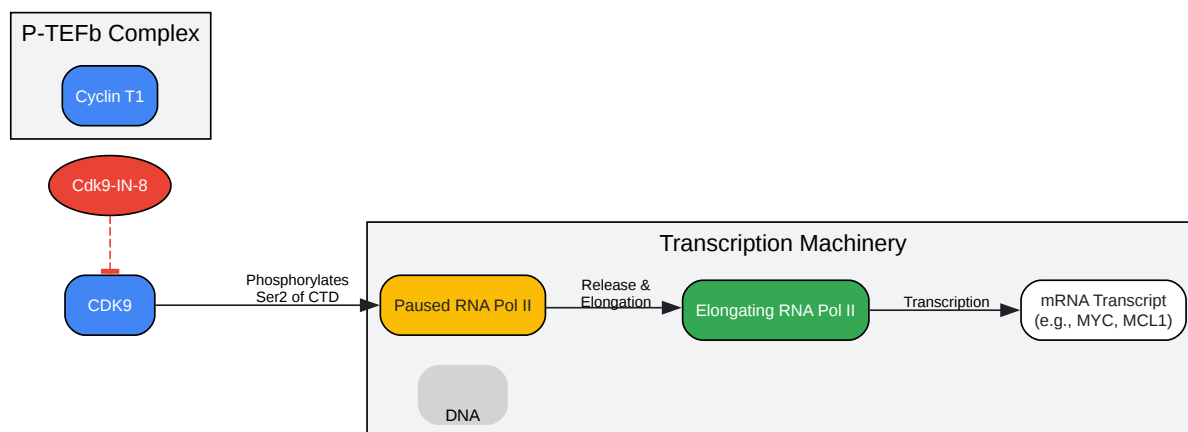 P-TEFb Complex
Cyclin T1
Cdk9-IN-8
CDK9
Phosphorylates
Ser2 of CTD
Transcription Machinery
Paused RNA Pol II
Release &
Elongation
Elongating RNA Pol II
Transcription
mRNA Transcript
(e.g., MYC, MCL1)
DNA